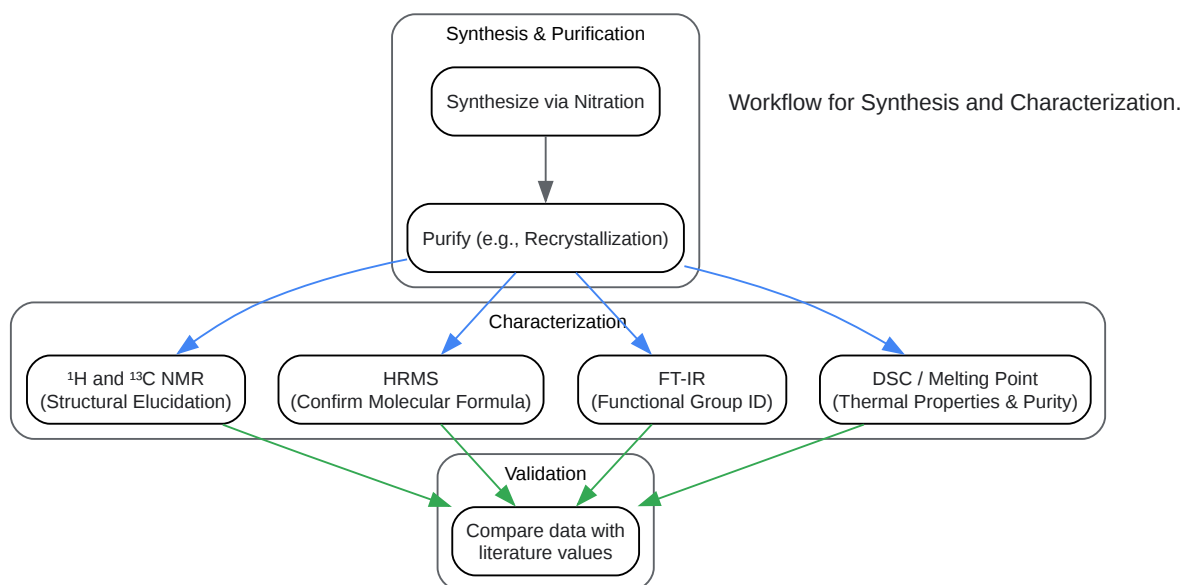 Synthesis & Purification
Synthesize via Nitration
Workflow for Synthesis and Characterization.
Purify (e.g., Recrystallization)
Characterization
¹H and ¹³C NMR
(Structural Elucidation)
HRMS
(Confirm Molecular Formula)
FT-IR
(Functional Group ID)
DSC / Melting Point
(Thermal Properties & Purity)
Validation
Compare data with
literature values